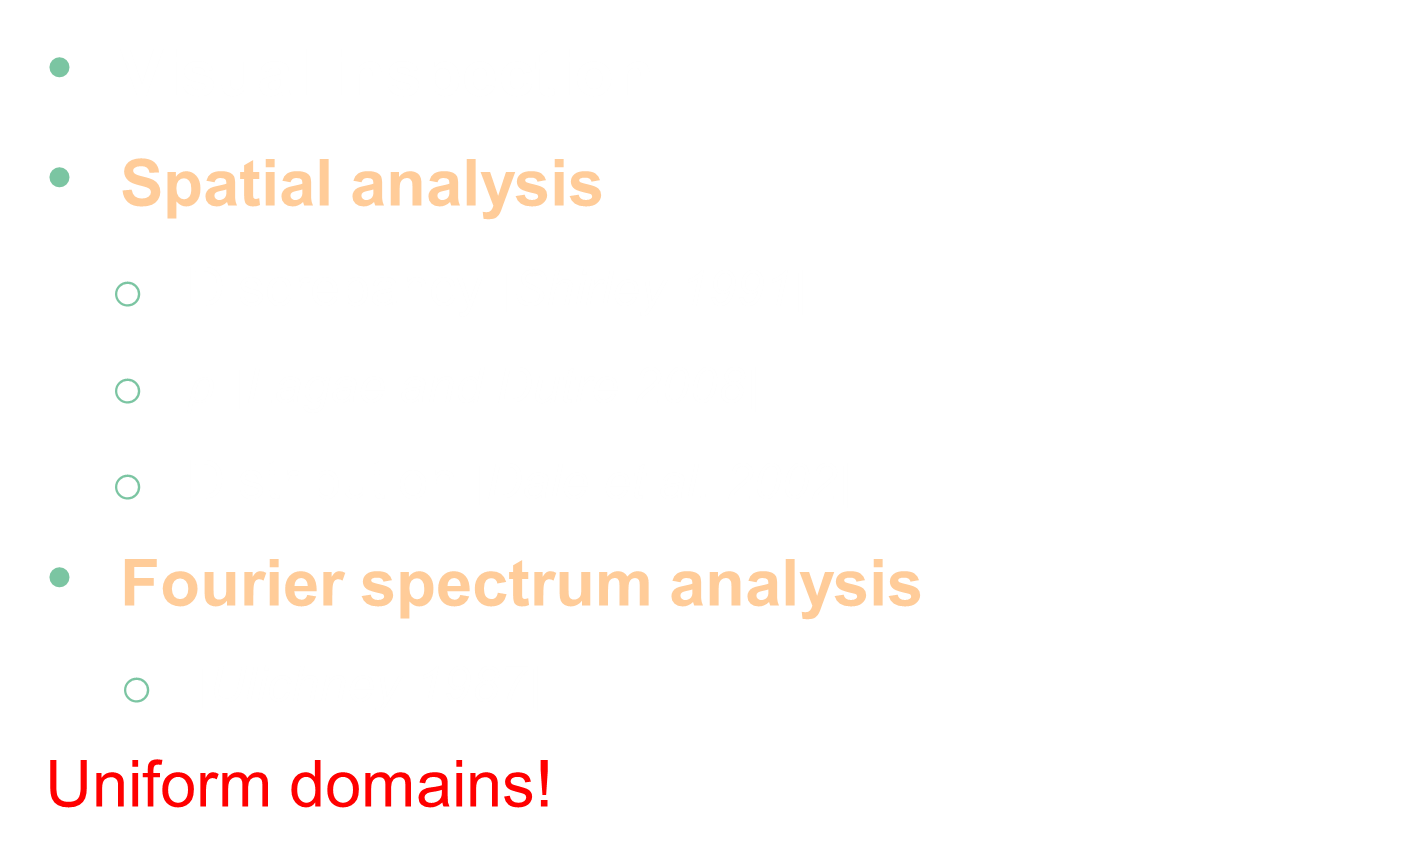 Spatial analysis
Fourier spectrum analysis
Uniform domains!